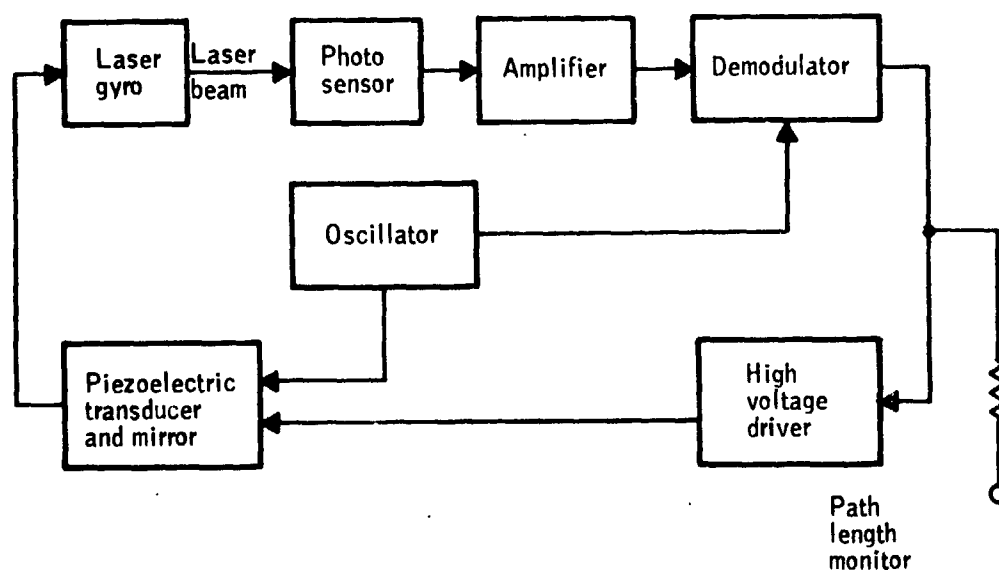 Laser
gyro
Laser
beam
Photo
sensor
Amplifier
Demodulator
Oscillator
Piezoelectric
transducer
and mirror
High
voltage
driver
Path
length
monitor